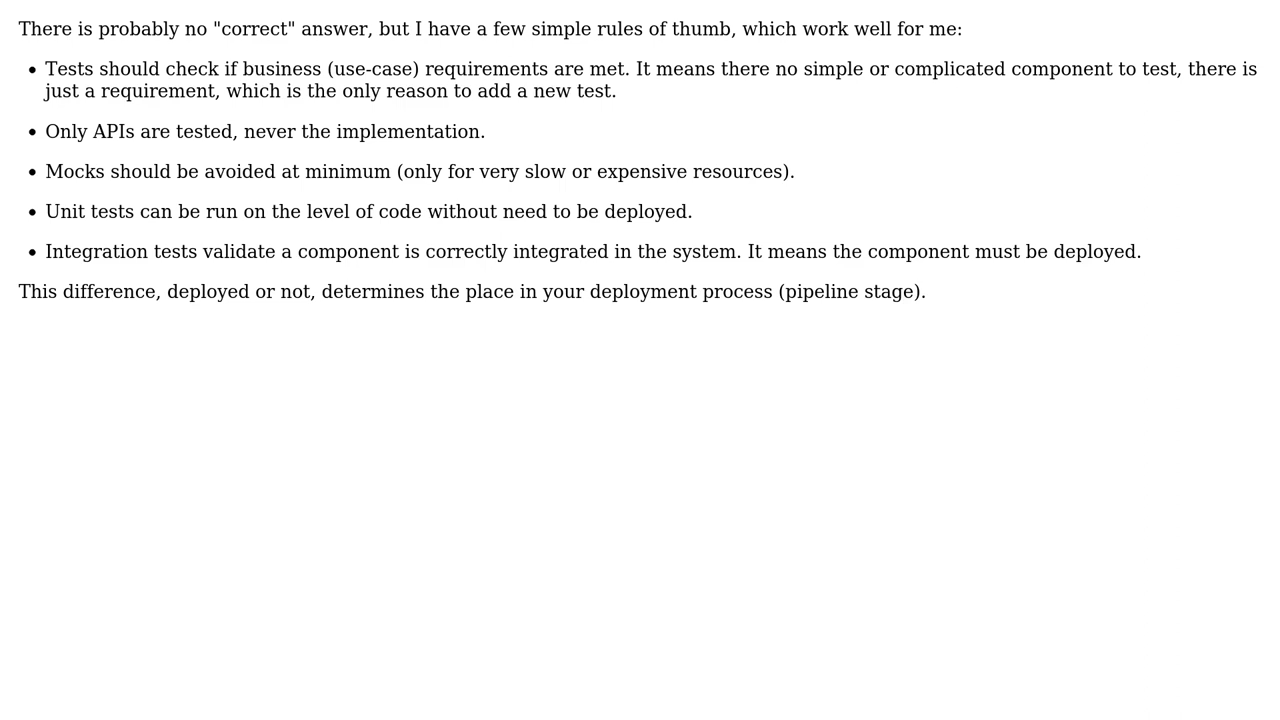 There is probably no "correct" answer, but I have a few simple rules of thumb, which work well for me:
• Tests should check if business (use-case) requirements are met. It means there no simple or complicated component to test, there is
just a requirement, which is the only reason to add a new test.
• Only APIs are tested, never the implementation.
• Mocks should be avoided at minimum (only for very slow or expensive resources).
• Unit tests can be run on the level of code without need to be deployed.
• Integration tests validate a component is correctly integrated in the system. It means the component must be deployed.
This difference, deployed or not, determines the place in your deployment process (pipeline stage).